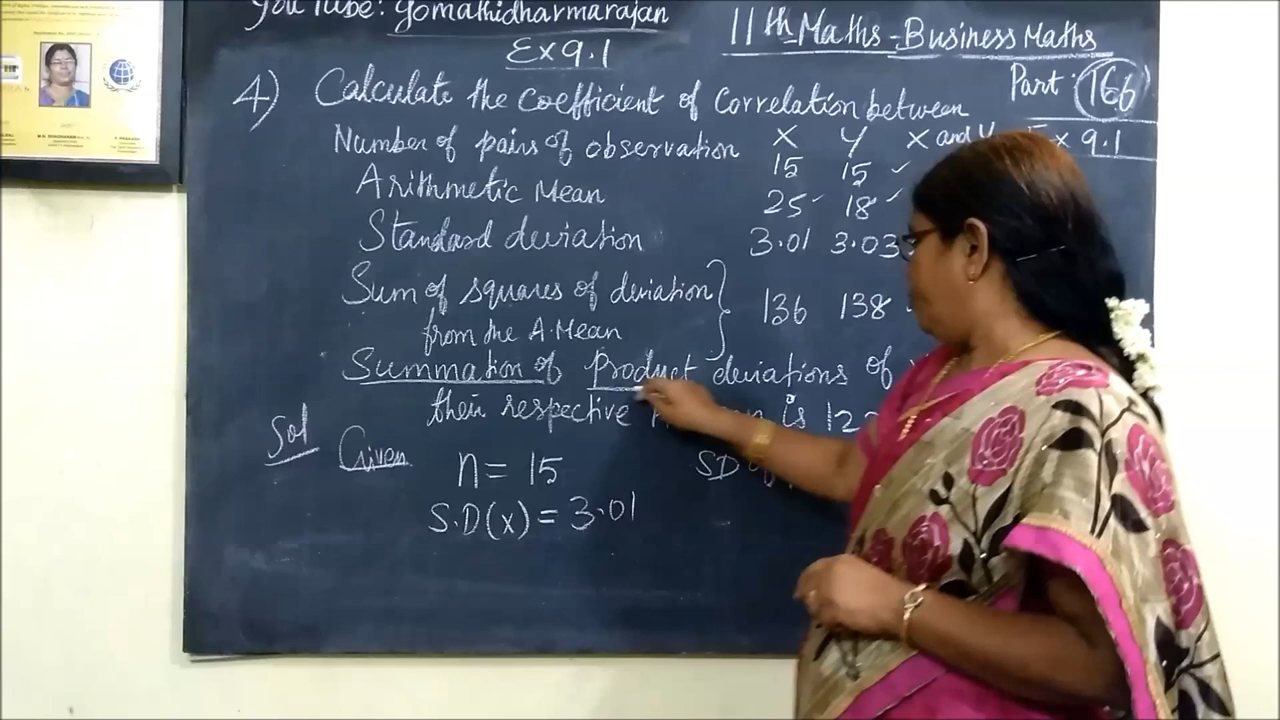 YouTube: gomathidharmarajan
11th Maths - Business Maths
Ex 9.1
Part: 166
4) Calculate the coefficient of correlation between
X Y X and Ex 9.1
Number of pairs of observation 15 15
Arithmetic Mean 25 18
Standard deviation 3.01 3.03
Sum of squares of deviation
from the A.Mean 136 138
Summation of product deviations of
their respective is 122
Sol Given n = 15 SD of
S.D(x) = 3.01